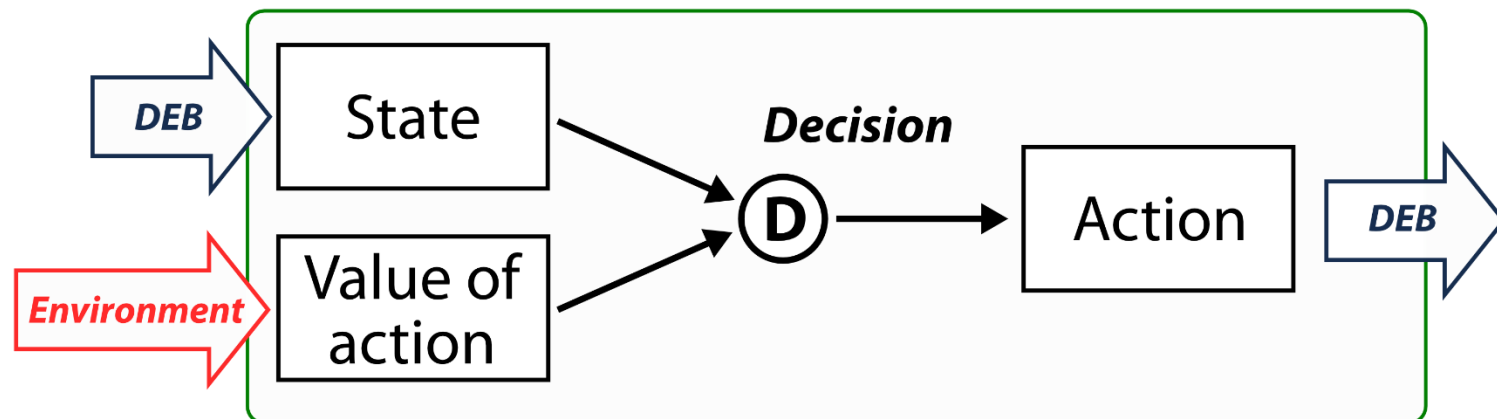 DEB
State
Decision
D
Action
DEB
Environment
Value of
action